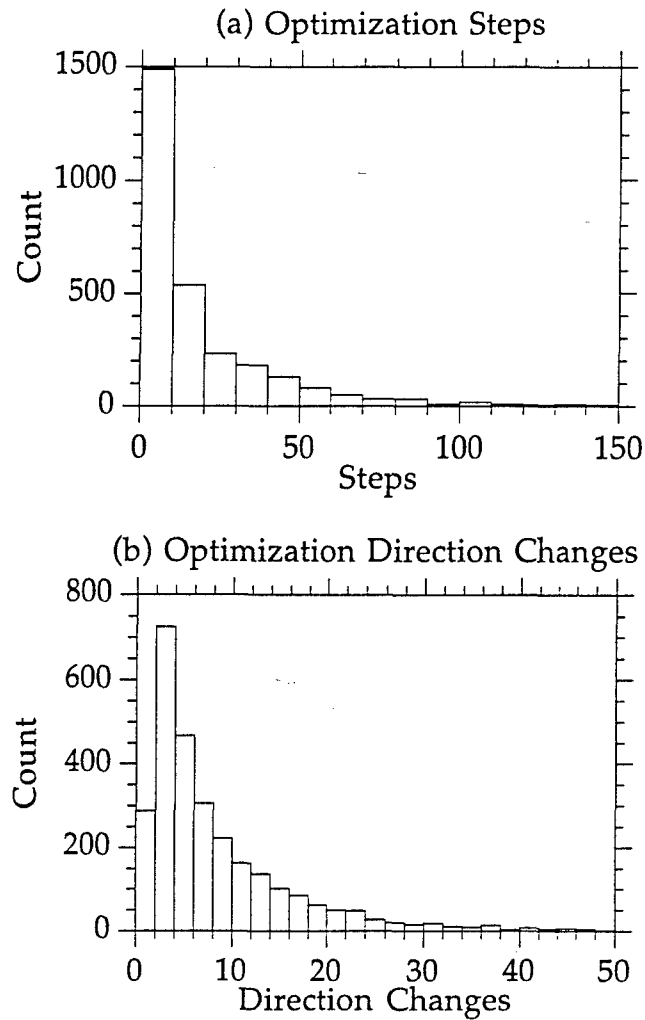 (a) Optimization Steps
1500
1000
500
0
Count
0 50 100 150
Steps
(b) Optimization Direction Changes
800
600
400
200
0
Count
0 10 20 30 40 50
Direction Changes